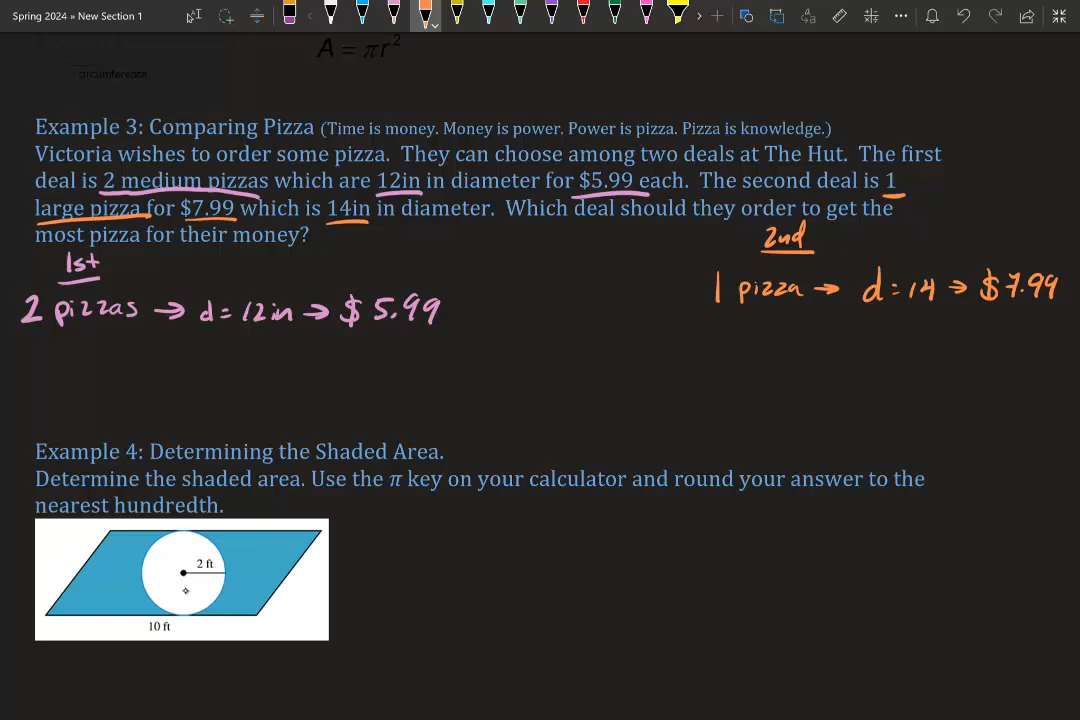 Spring 2024 » New Section 1
A = πr²
circumference
Example 3: Comparing Pizza (Time is money. Money is power. Power is pizza. Pizza is knowledge.)
Victoria wishes to order some pizza. They can choose among two deals at The Hut. The first
deal is 2 medium pizzas which are 12in in diameter for $5.99 each. The second deal is 1
large pizza for $7.99 which is 14in in diameter. Which deal should they order to get the
most pizza for their money?
1st
2nd
2 pizzas → d = 12in → $ 5.99
1 pizza → d = 14 → $ 7.99
Example 4: Determining the Shaded Area.
Determine the shaded area. Use the π key on your calculator and round your answer to the
nearest hundredth.
2 ft
10 ft